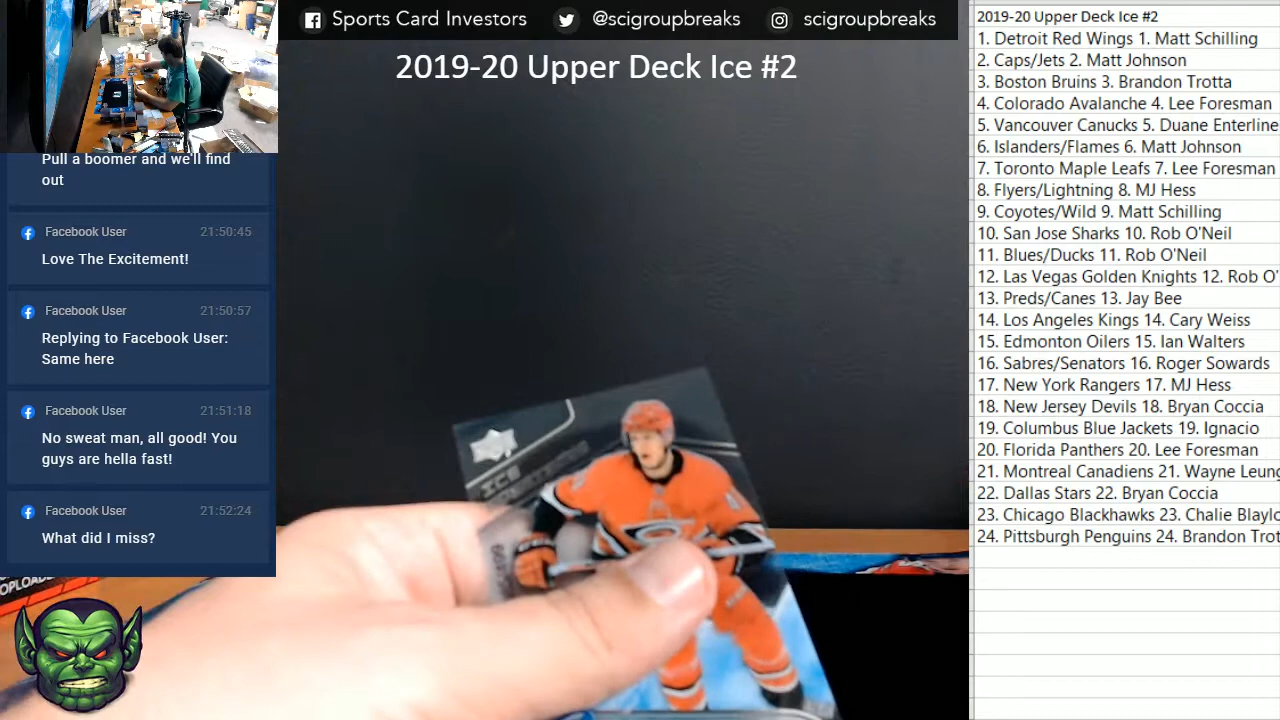 Sports Card Investors @scigroupbreaks scigroupbreaks
2019-20 Upper Deck Ice #2
Pull a boomer and we'll find
out
Facebook User 21:50:45
Love The Excitement!
Facebook User 21:50:57
Replying to Facebook User:
Same here
Facebook User 21:51:18
No sweat man, all good! You
guys are hella fast!
Facebook User 21:52:24
What did I miss?
ICE
2019-20 Upper Deck Ice #2
1. Detroit Red Wings 1. Matt Schilling
2. Caps/Jets 2. Matt Johnson
3. Boston Bruins 3. Brandon Trotta
4. Colorado Avalanche 4. Lee Foresman
5. Vancouver Canucks 5. Duane Enterline
6. Islanders/Flames 6. Matt Johnson
7. Toronto Maple Leafs 7. Lee Foresman
8. Flyers/Lightning 8. MJ Hess
9. Coyotes/Wild 9. Matt Schilling
10. San Jose Sharks 10. Rob O'Neil
11. Blues/Ducks 11. Rob O'Neil
12. Las Vegas Golden Knights 12. Rob O'
13. Preds/Canes 13. Jay Bee
14. Los Angeles Kings 14. Cary Weiss
15. Edmonton Oilers 15. Ian Walters
16. Sabres/Senators 16. Roger Sowards
17. New York Rangers 17. MJ Hess
18. New Jersey Devils 18. Bryan Coccia
19. Columbus Blue Jackets 19. Ignacio
20. Florida Panthers 20. Lee Foresman
21. Montreal Canadiens 21. Wayne Leung
22. Dallas Stars 22. Bryan Coccia
23. Chicago Blackhawks 23. Chalie Blaylo
24. Pittsburgh Penguins 24. Brandon Trot